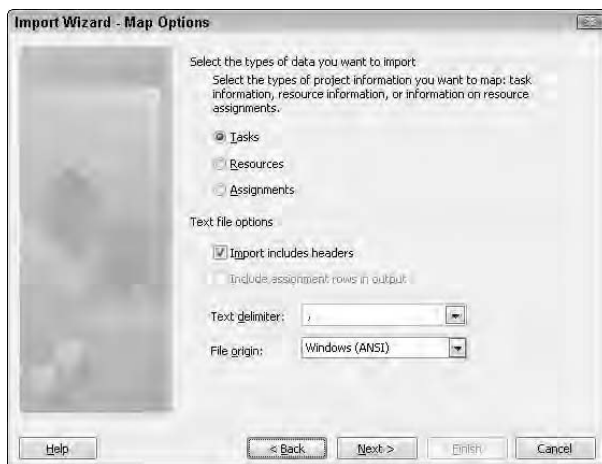 Import Wizard - Map Options
Select the types of data you want to import
Select the types of project information you want to map: task
information, resource information, or information on resource
assignments.
Tasks
Resources
Assignments
Text file options
Import includes headers
Include assignment rows in output
Text delimiter: ,
File origin: Windows (ANSI)
Help < Back Next > Finish Cancel